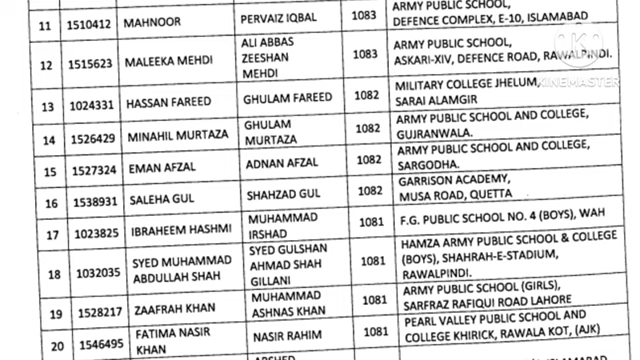 11 1510412 MAHNOOR PERVAIZ IQBAL 1083 ARMY PUBLIC SCHOOL,
DEFENCE COMPLEX, E-10, ISLAMABAD
12 1515623 MALEEKA MEHDI ALI ABBAS
ZEESHAN
MEHDI 1083 ARMY PUBLIC SCHOOL,
ASKARI-XIV, DEFENCE ROAD, RAWALPINDI.
13 1024331 HASSAN FAREED GHULAM FAREED 1082 MILITARY COLLEGE JHELUM,
SARAI ALAMGIR
14 1526429 MINAHIL MURTAZA GHULAM
MURTAZA 1082 ARMY PUBLIC SCHOOL AND COLLEGE,
GUJRANWALA.
15 1527324 EMAN AFZAL ADNAN AFZAL 1082 ARMY PUBLIC SCHOOL AND COLLEGE,
SARGODHA.
16 1538931 SALEHA GUL SHAHZAD GUL 1082 GARRISON ACADEMY,
MUSA ROAD, QUETTA
17 1023825 IBRAHEEM HASHMI MUHAMMAD
IRSHAD 1081 F.G. PUBLIC SCHOOL NO. 4 (BOYS), WAH
18 1032035 SYED MUHAMMAD
ABDULLAH SHAH SYED GULSHAN
AHMAD SHAH
GILLANI 1081 HAMZA ARMY PUBLIC SCHOOL & COLLEGE
(BOYS), SHAHRAH-E-STADIUM,
RAWALPINDI.
19 1528217 ZAAFRAH KHAN MUHAMMAD
ASHNAS KHAN 1081 ARMY PUBLIC SCHOOL (GIRLS),
SARFRAZ RAFIQUI ROAD LAHORE
20 1546495 FATIMA NASIR
KHAN NASIR RAHIM 1081 PEARL VALLEY PUBLIC SCHOOL AND
COLLEGE KHIRICK, RAWALA KOT, (AJK)
KINEMASTER